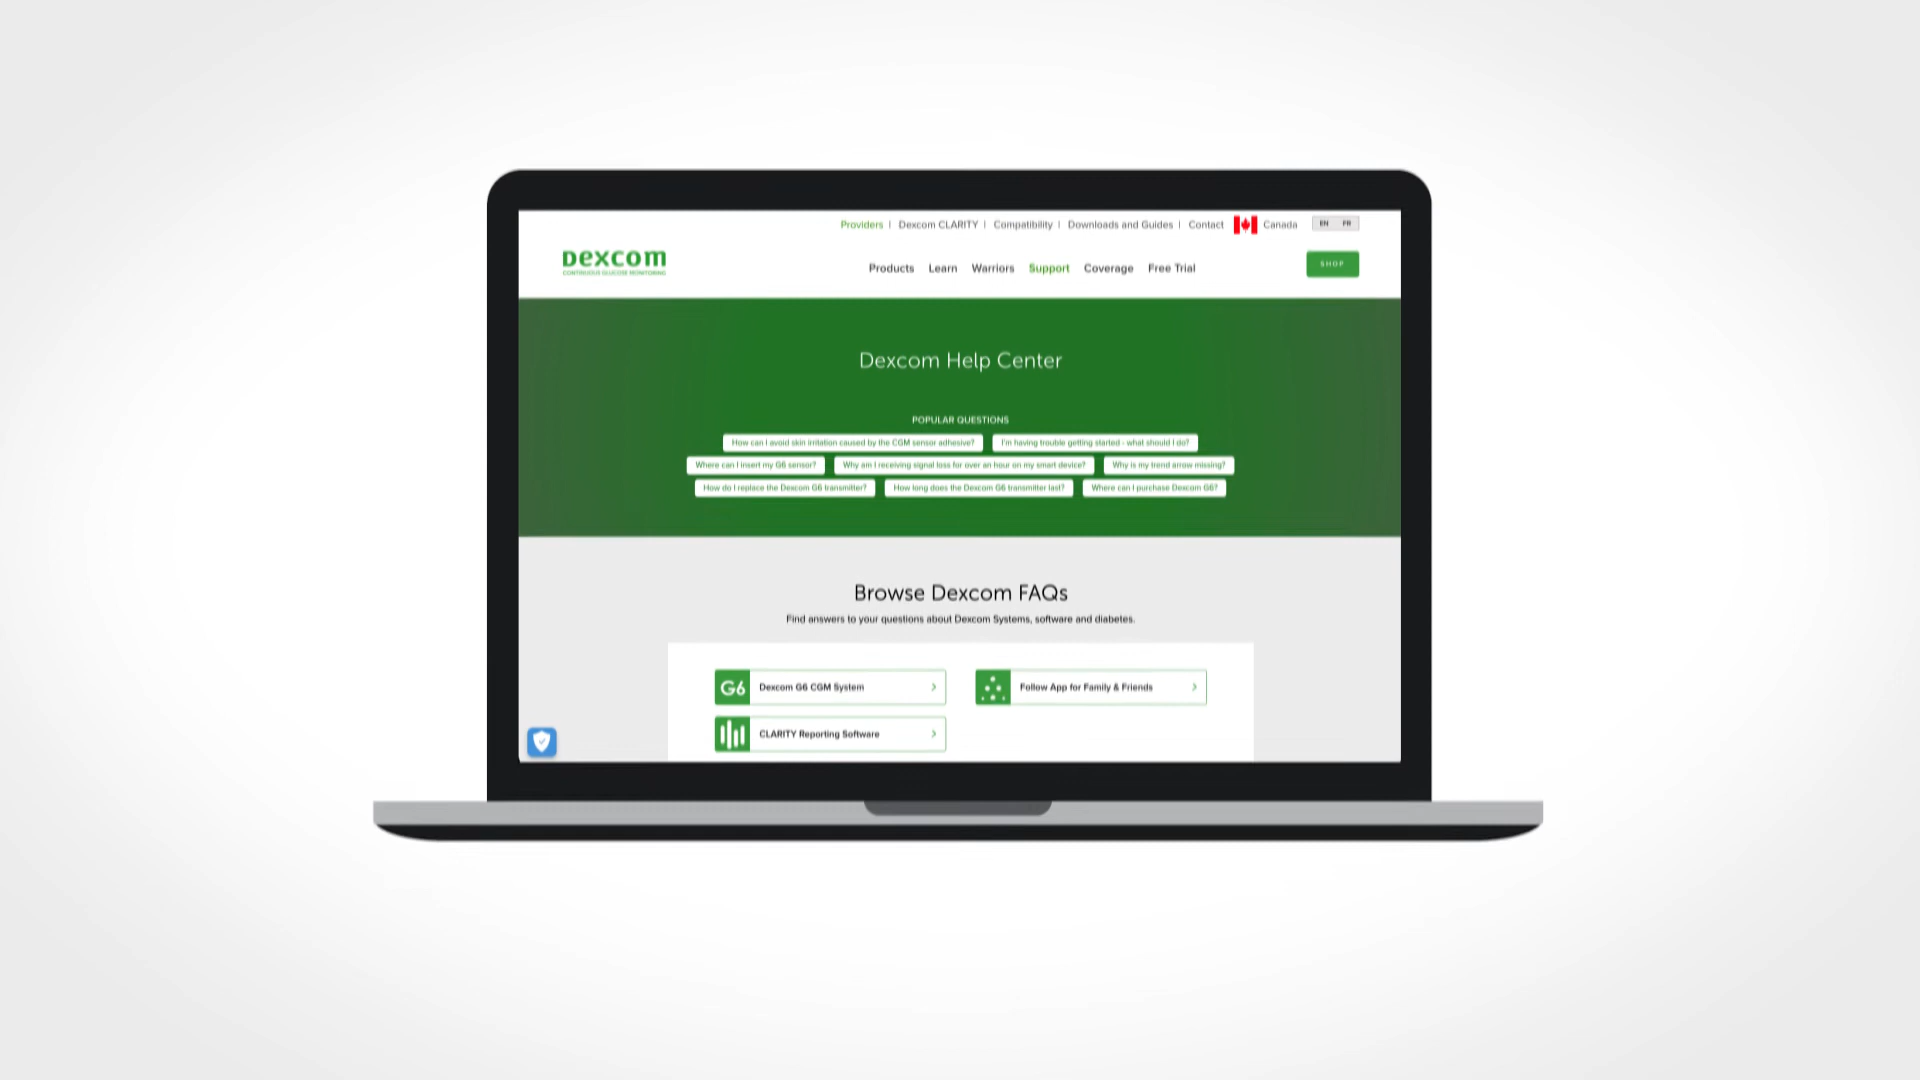 Providers | Dexcom CLARITY | Compatibility | Downloads and Guides | Contact Canada EN FR
Dexcom
CONTINUOUS GLUCOSE MONITORING
Products Learn Warriors Support Coverage Free Trial
SHOP
Dexcom Help Center
POPULAR QUESTIONS
How can I avoid skin irritation caused by the CGM sensor adhesive? I'm having trouble getting started - what should I do?
Where can I insert my G6 sensor? Why am I receiving signal loss for over an hour on my smart device? Why is my trend arrow missing?
How do I replace the Dexcom G6 transmitter? How long does the Dexcom G6 transmitter last? Where can I purchase Dexcom G6?
Browse Dexcom FAQs
Find answers to your questions about Dexcom Systems, software and diabetes.
G6 Dexcom G6 CGM System Follow App for Family & Friends
CLARITY Reporting Software